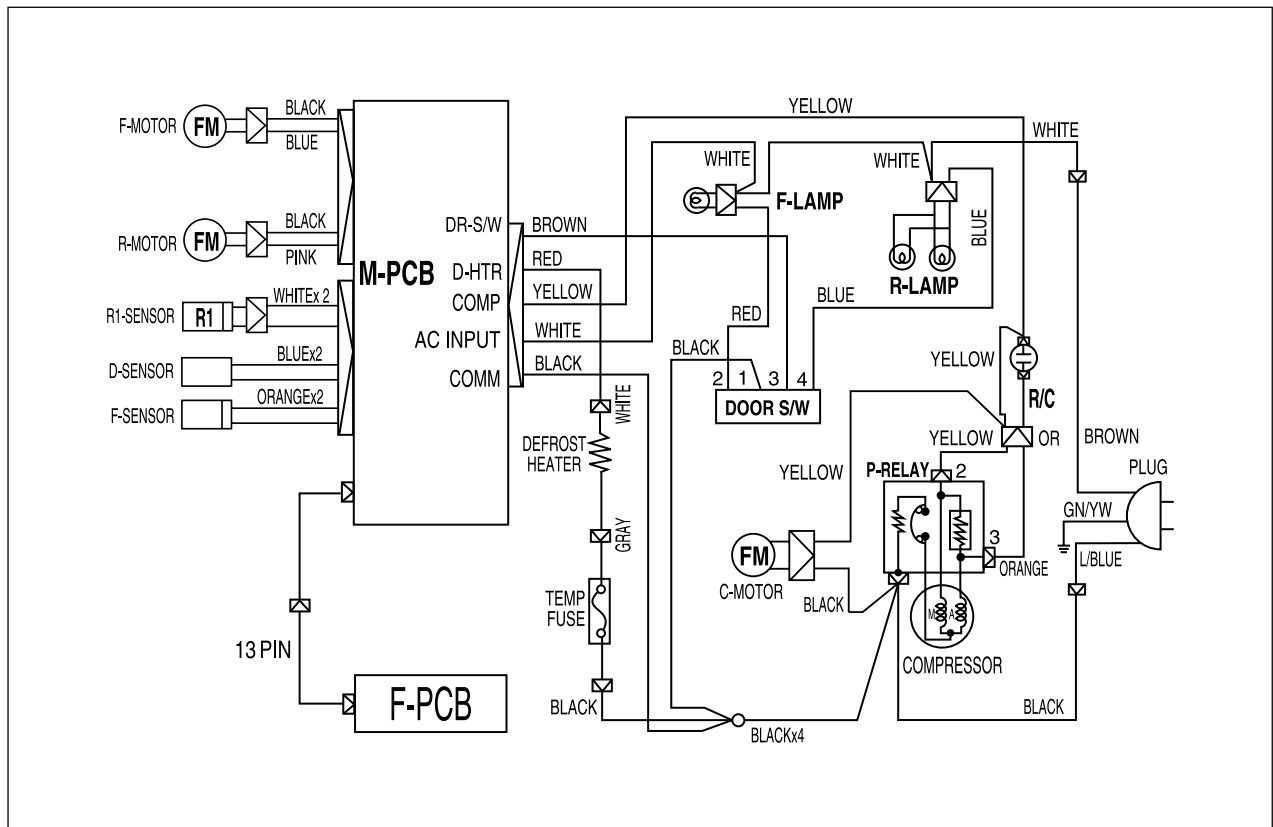 YELLOW
F-MOTOR
FM
BLACK
BLUE
WHITE
WHITE
WHITE
F-LAMP
R-MOTOR
FM
BLACK
PINK
DR-S/W
BROWN
BLUE
M-PCB
D-HTR
RED
R-LAMP
R1-SENSOR
R1
WHITEx 2
COMP
YELLOW
BLUE
RED
AC INPUT
WHITE
BLACK
YELLOW
D-SENSOR
BLUEx2
COMM
BLACK
2 1 3 4
R/C
F-SENSOR
ORANGEx2
WHITE
DOOR S/W
DEFROST
HEATER
YELLOW
OR
BROWN
YELLOW
P-RELAY
2
PLUG
GN/YW
GRAY
3
ORANGE
L/BLUE
FM
C-MOTOR
BLACK
TEMP
FUSE
M
A
13 PIN
COMPRESSOR
F-PCB
BLACK
BLACKx4
BLACK